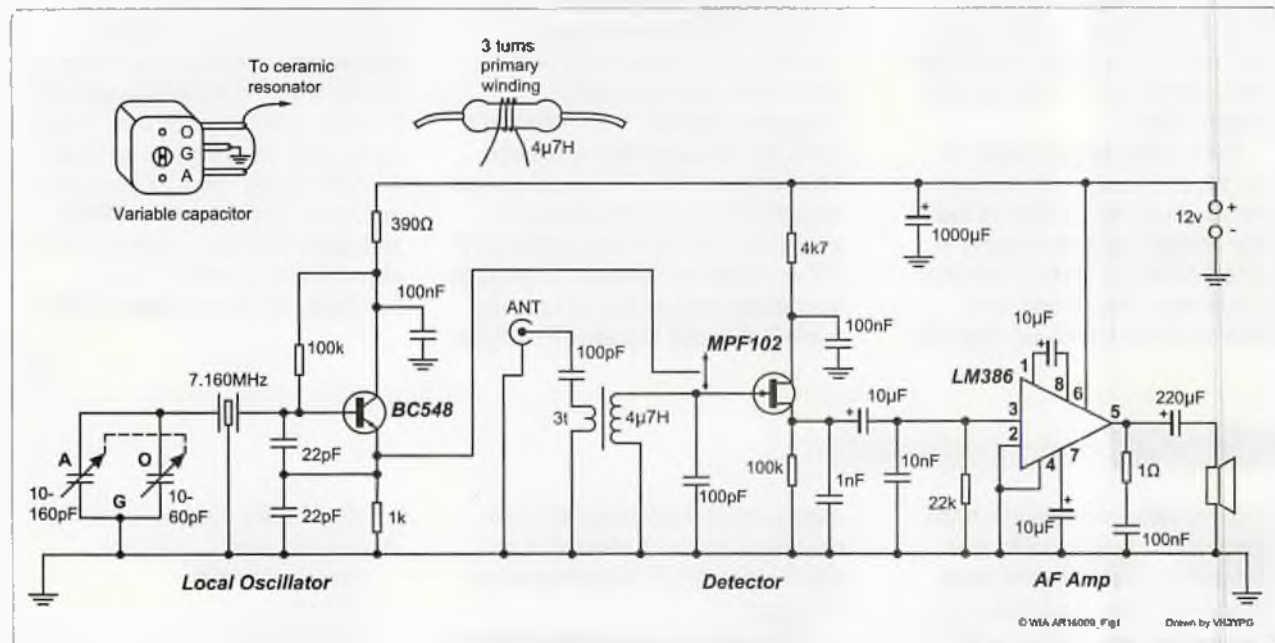 To ceramic
resonator
O
G
A
Variable capacitor
3 turns
primary
winding
4µ7H
390Ω
100nF
100k
7.160MHz
BC548
A
O
G
10-
160pF
10-
60pF
22pF
22pF
1k
Local Oscillator
ANT
100pF
3t
4µ7H
MPF102
100pF
4k7
100nF
100k
1nF
10µF
+
10nF
22k
Detector
1000µF
+
12v
+
-
10µF
+
LM386
1
8
6
3
2
5
4
7
10µF
+
220µF
+
1Ω
100nF
AF Amp
© WIA AR16009_Fig1
Drawn by VK3YPG